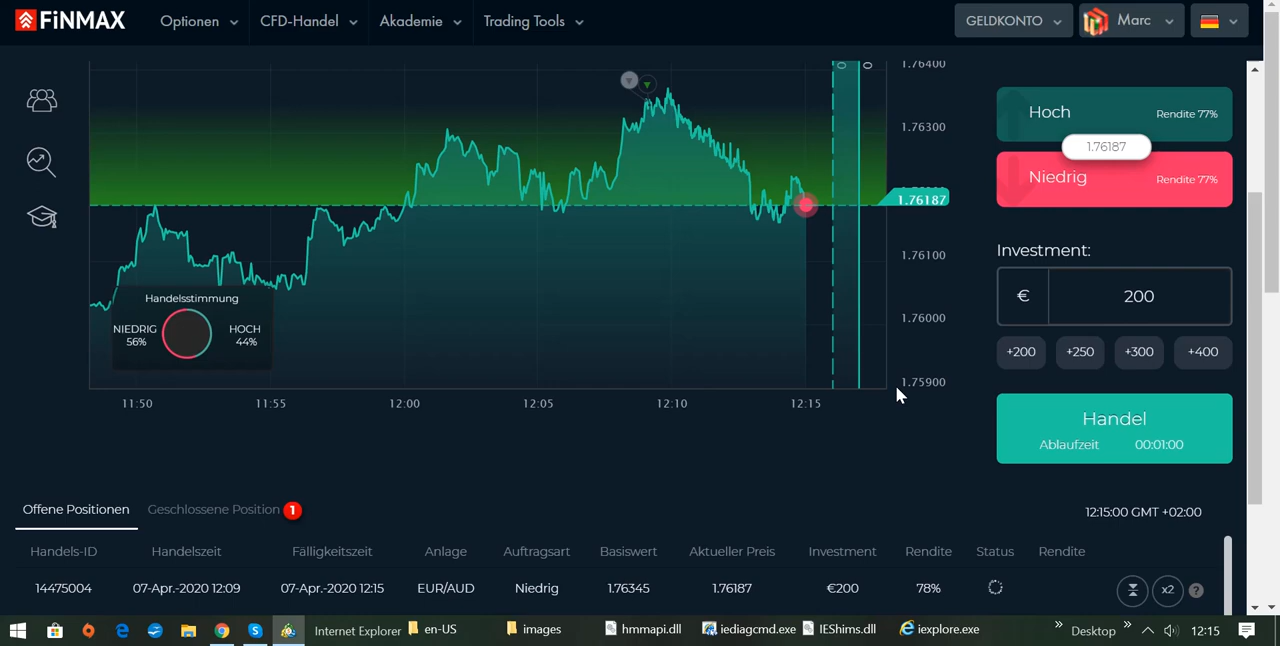 FiNMAX Optionen CFD-Handel Akademie Trading Tools GELDKONTO Marc
1.76400
0 0
Hoch Rendite 77%
1.76300
1.76187
Niedrig Rendite 77%
1.76187
1.76100
Investment:
€ 200
Handelsstimmung
NIEDRIG 56% HOCH 44%
1.76000
+200 +250 +300 +400
1.75900
11:50 11:55 12:00 12:05 12:10 12:15
Handel
Ablaufzeit 00:01:00
Offene Positionen Geschlossene Position 1 12:15:00 GMT +02:00
Handels-ID Handelszeit Fälligkeitszeit Anlage Auftragsart Basiswert Aktueller Preis Investment Rendite Status Rendite
14475004 07-Apr.-2020 12:09 07-Apr.-2020 12:15 EUR/AUD Niedrig 1.76345 1.76187 €200 78% x2 ?
Internet Explorer en-US images hmmapi.dll iediagcmd.exe IEShims.dll iexplore.exe » Desktop » 12:15